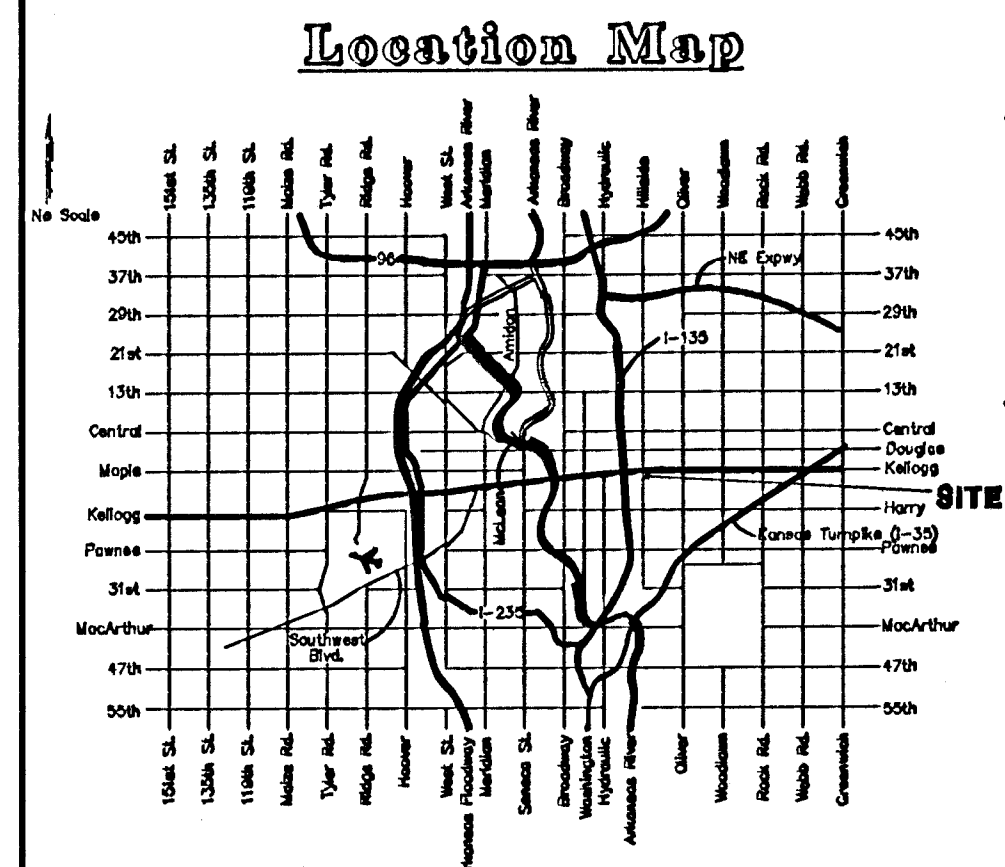 Location Map
No Scale
151st St.
135th St.
119th St.
Maize Rd.
Tyler Rd.
Ridge Rd.
Hoover
West St.
Arkansas River
Meridian
Arkansas River
Broadway
Hydraulic
Hillside
Oliver
Woodlawn
Rock Rd.
Webb Rd.
Greenwich
45th
37th
29th
21st
13th
Central
Maple
Kellogg
Pawnee
31st
MacArthur
47th
55th
96
NE Expwy
I-135
Amidon
McLean
I-235
Southwest
Blvd.
Kansas Turnpike (I-35)
SITE
45th
37th
29th
21st
13th
Central
Douglas
Kellogg
Harry
Pawnee
31st
MacArthur
47th
55th
151st St.
135th St.
119th St.
Maize Rd.
Tyler Rd.
Ridge Rd.
Hoover
West St.
Arkansas Floodway
Meridian
Seneca St.
Broadway
Washington
Hydraulic
Arkansas River
Oliver
Woodlawn
Rock Rd.
Webb Rd.
Greenwich